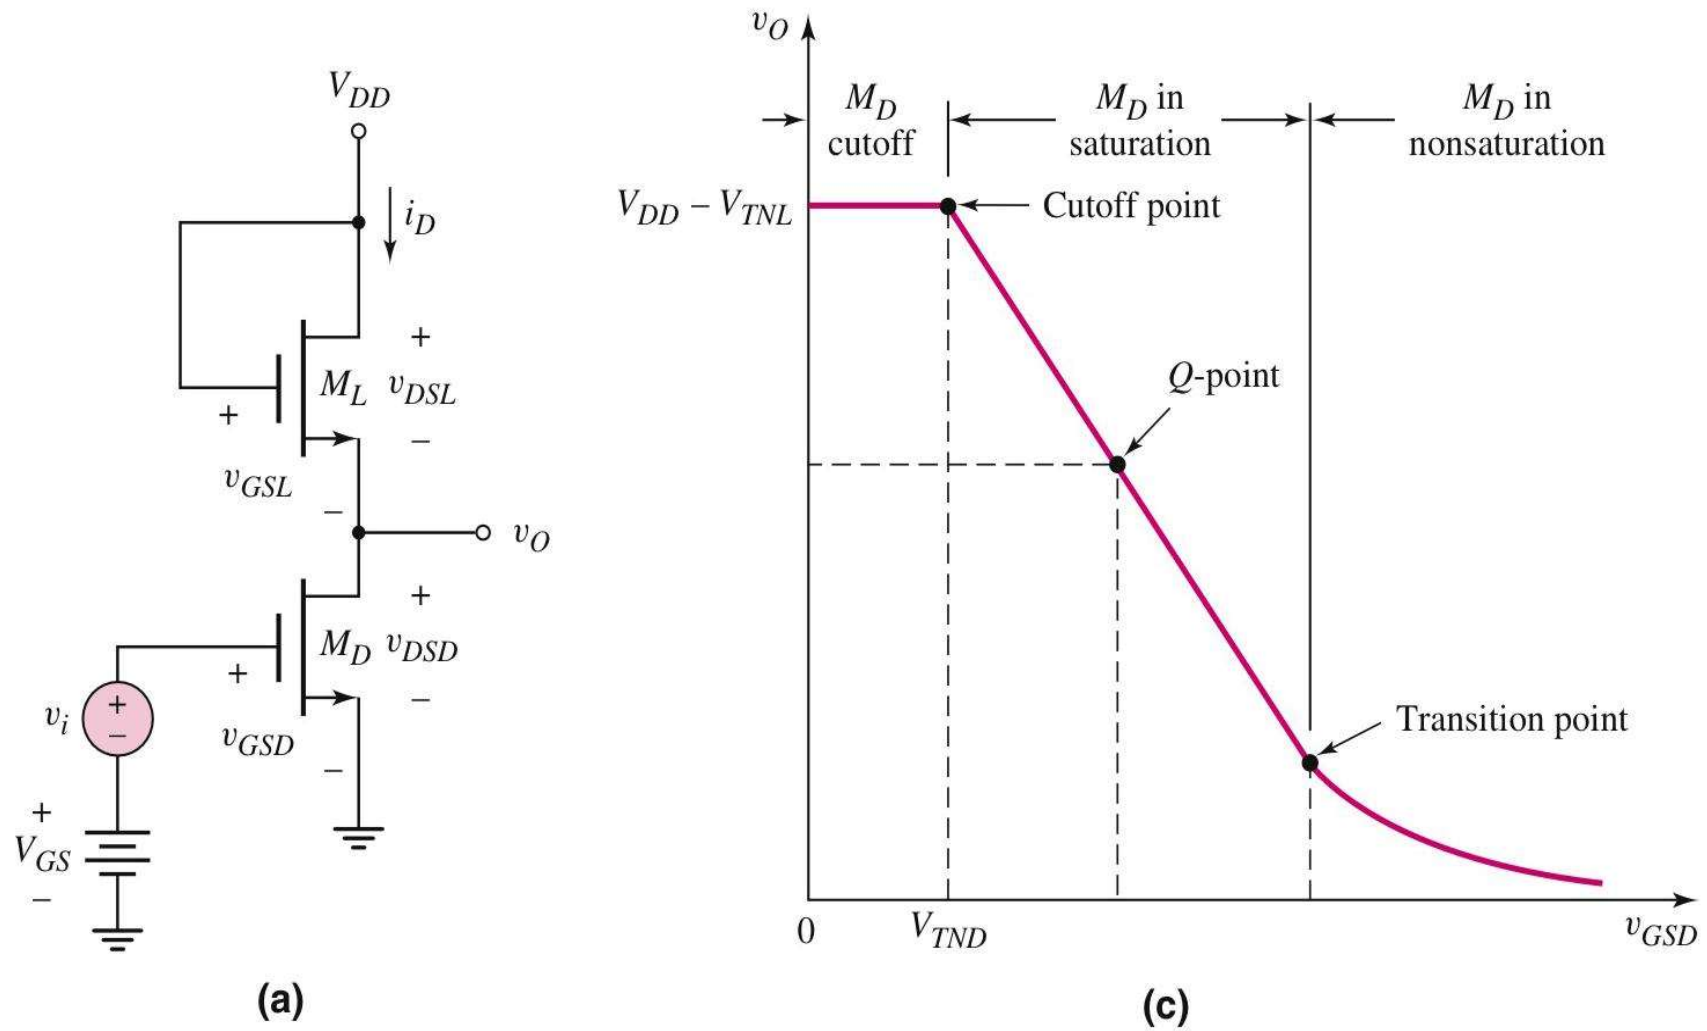 V_DD
i_D
+
M_L v_DSL
+
−
v_GSL
−
v_O
+
M_D v_DSD
+
−
v_i
+
−
v_GSD
−
+
V_GS
−
(a)
v_O
M_D
cutoff
M_D in
saturation
M_D in
nonsaturation
V_DD − V_TNL
Cutoff point
Q-point
Transition point
0
V_TND
v_GSD
(c)